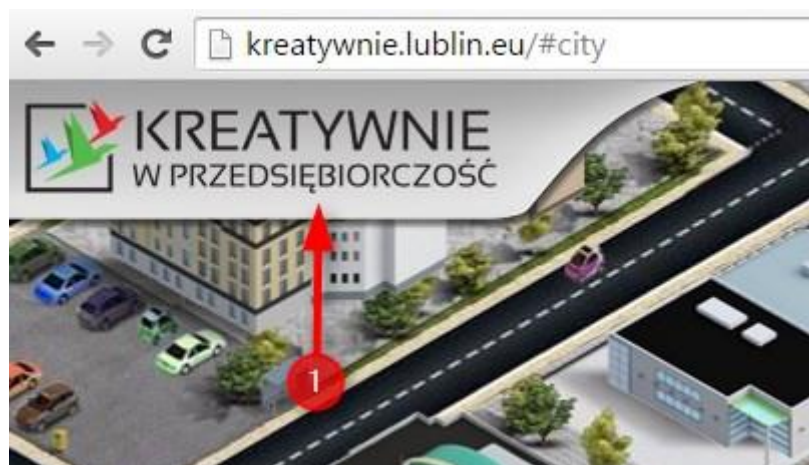 kreatywnie.lublin.eu/#city
KREATYWNIE
W PRZEDSIĘBIORCZOŚĆ
1